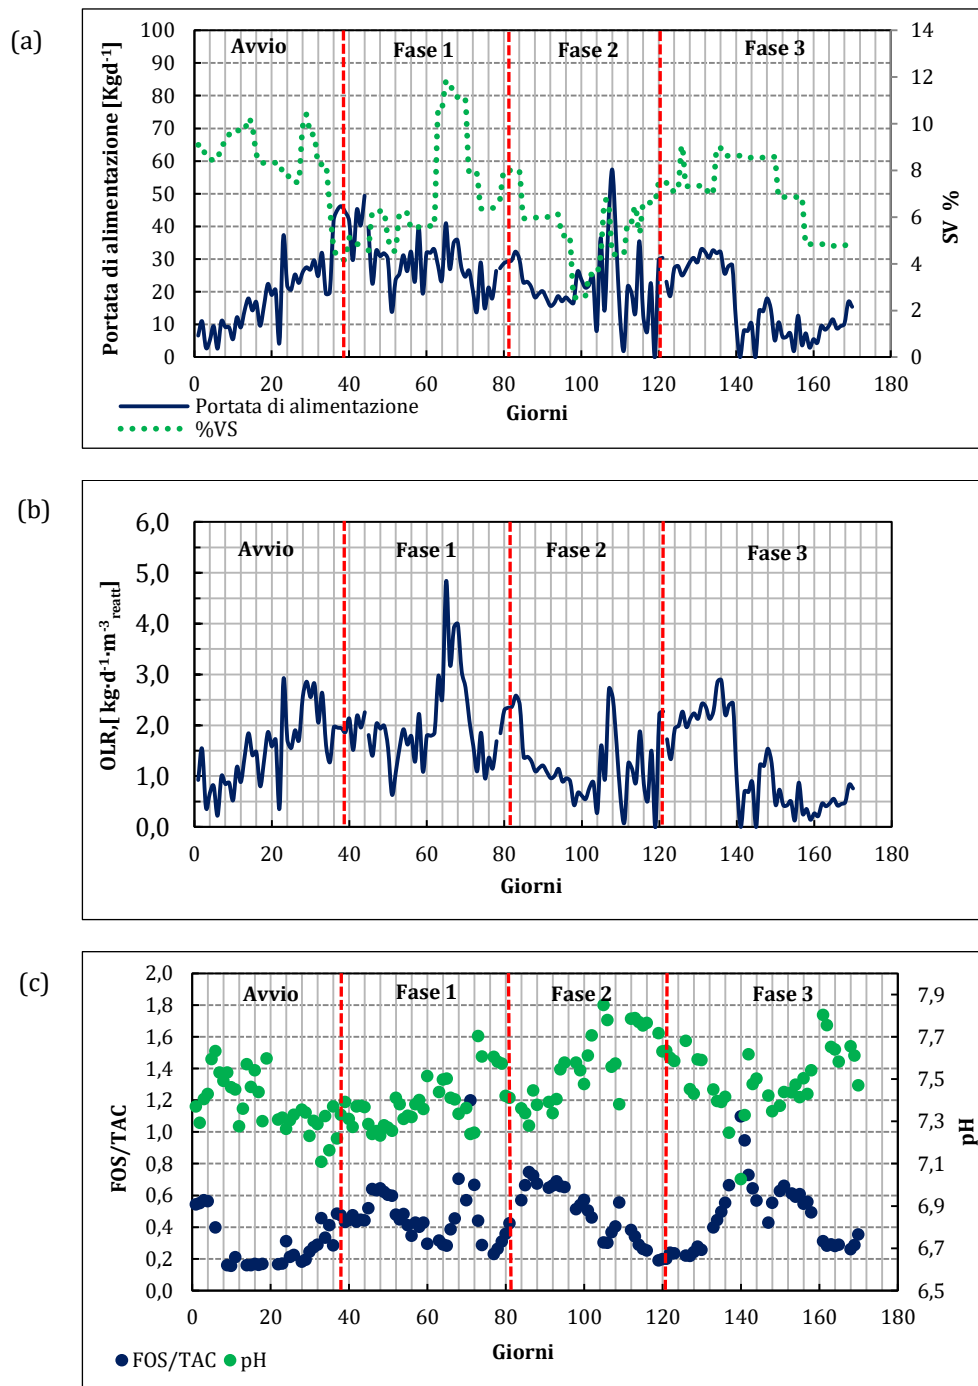 (a)
100
90
80
70
60
50
40
30
20
10
0
14
12
10
8
6
4
2
0
Avvio
Fase 1
Fase 2
Fase 3
Portata di alimentazione [Kgd⁻¹]
SV %
0 20 40 60 80 100 120 140 160 180
Giorni
Portata di alimentazione
%VS
(b)
6,0
5,0
4,0
3,0
2,0
1,0
0,0
Avvio
Fase 1
Fase 2
Fase 3
OLR,[ kg·d⁻¹·m⁻³reatt]
0 20 40 60 80 100 120 140 160 180
Giorni
(c)
2,0
1,8
1,6
1,4
1,2
1,0
0,8
0,6
0,4
0,2
0,0
7,9
7,7
7,5
7,3
7,1
6,9
6,7
6,5
Avvio
Fase 1
Fase 2
Fase 3
FOS/TAC
pH
0 20 40 60 80 100 120 140 160 180
Giorni
FOS/TAC pH